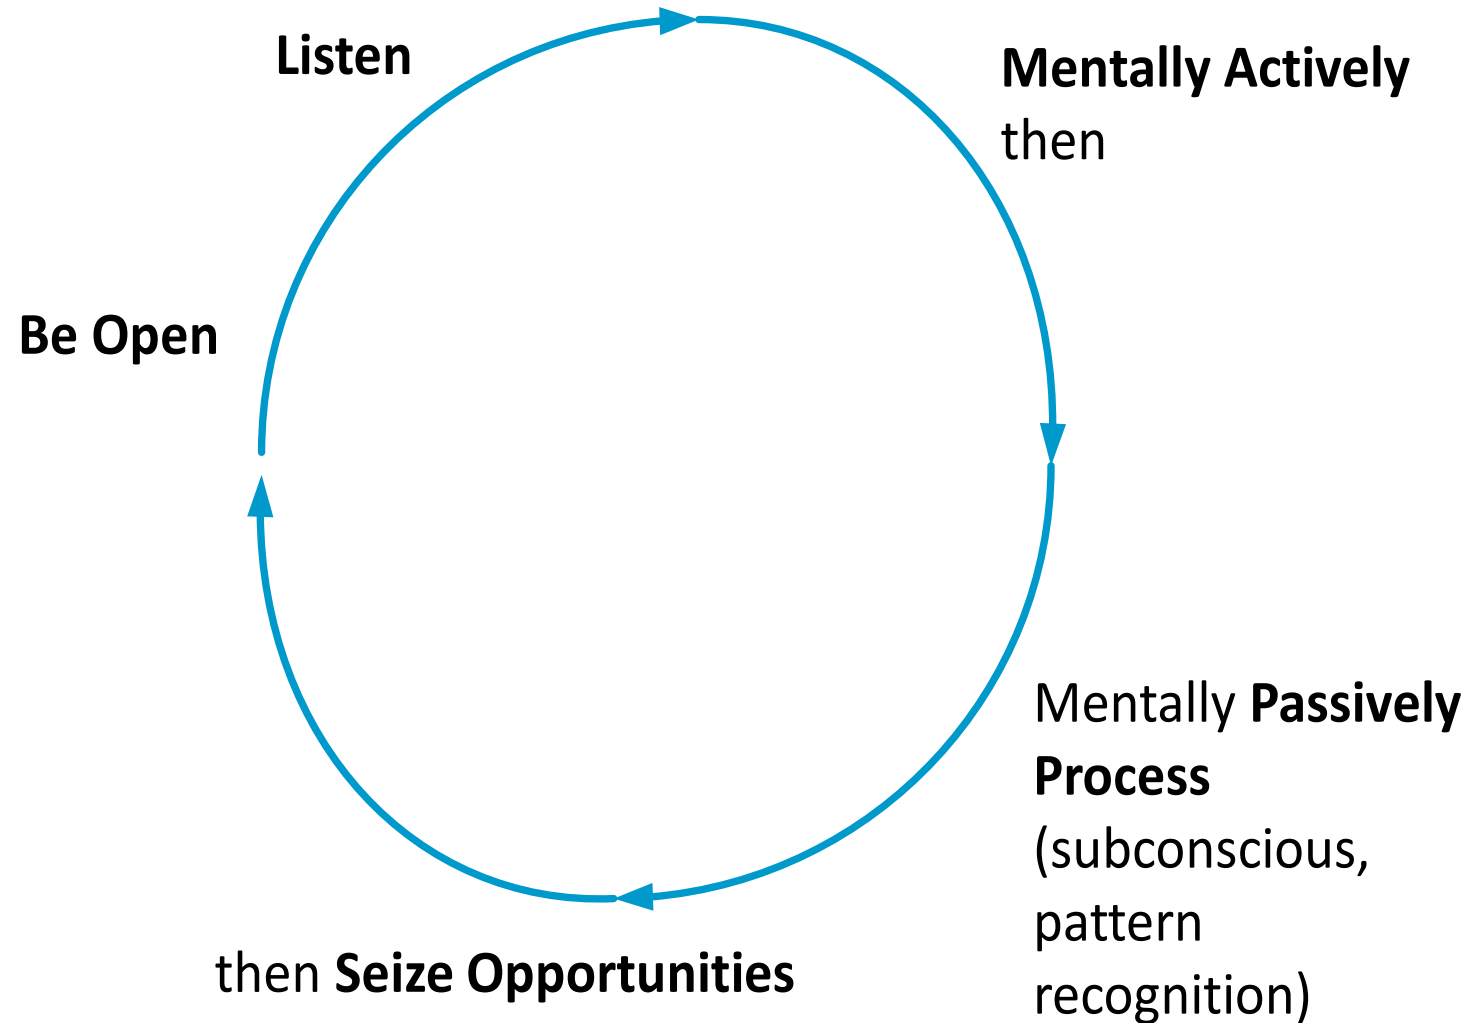 Listen
Mentally Actively
then
Be Open
Mentally Passively
Process
(subconscious,
pattern
recognition)
then Seize Opportunities